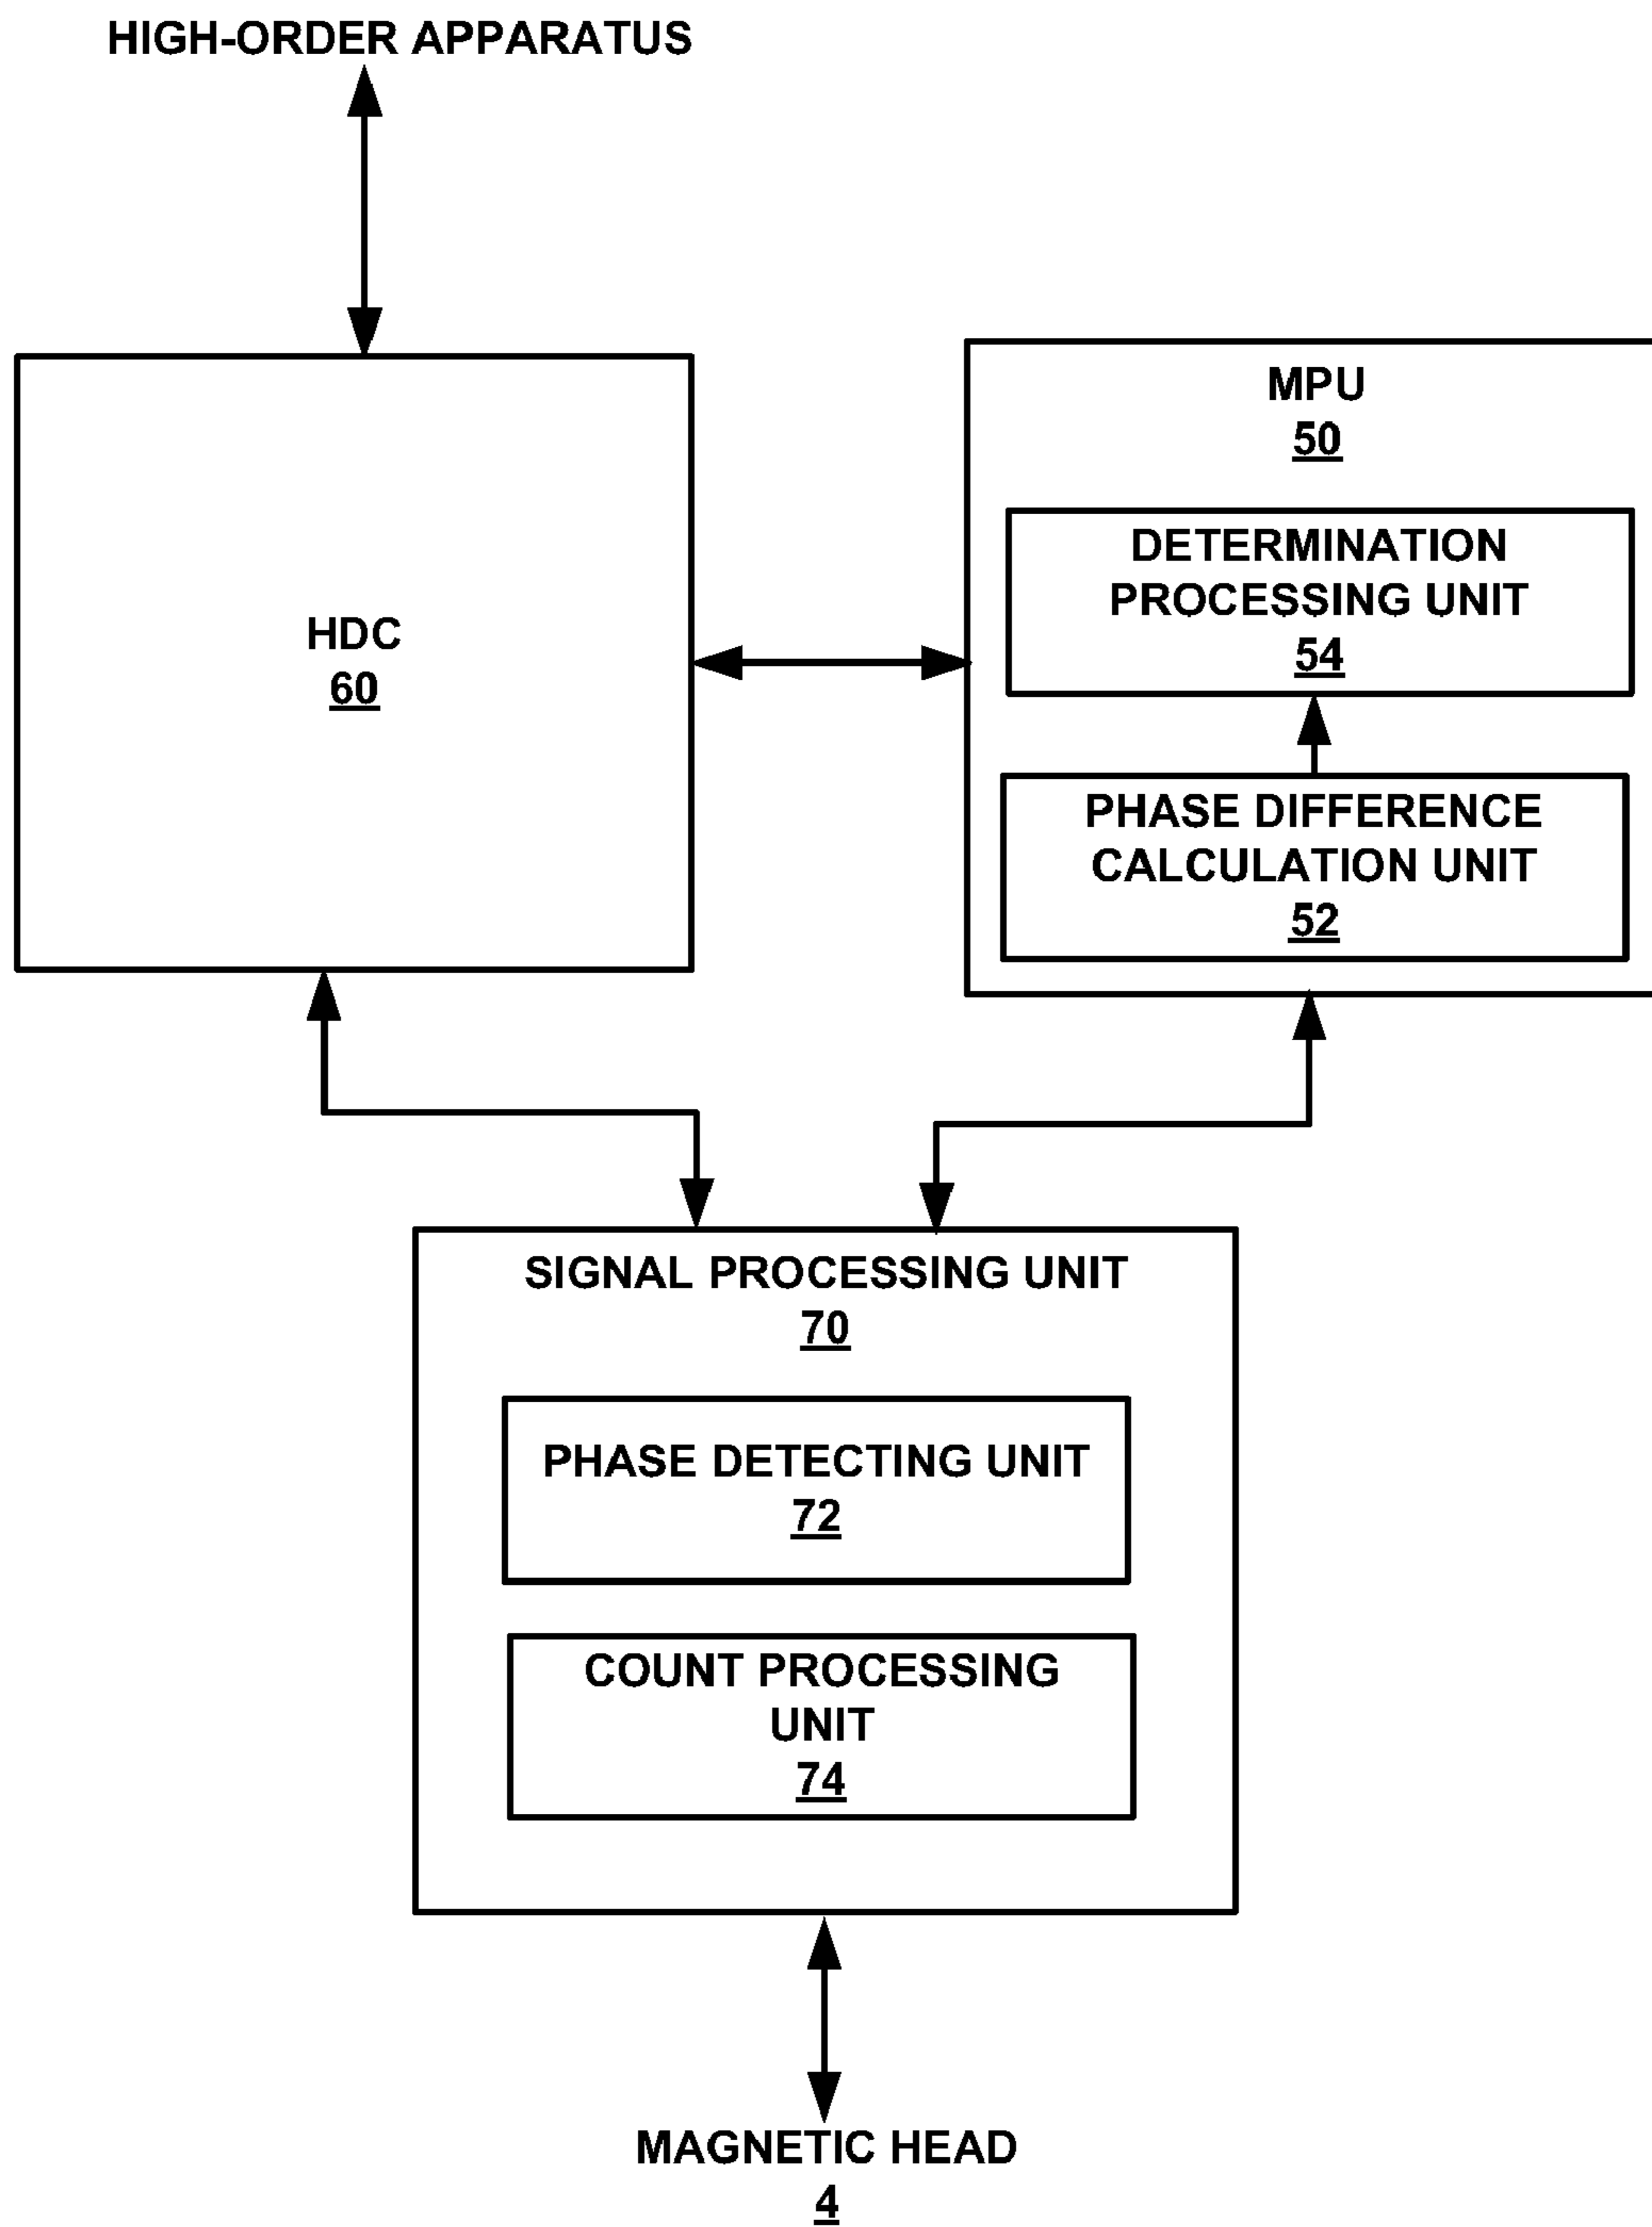 HIGH-ORDER APPARATUS
HDC
60
MPU
50
DETERMINATION
PROCESSING UNIT
54
PHASE DIFFERENCE
CALCULATION UNIT
52
SIGNAL PROCESSING UNIT
70
PHASE DETECTING UNIT
72
COUNT PROCESSING
UNIT
74
MAGNETIC HEAD
4